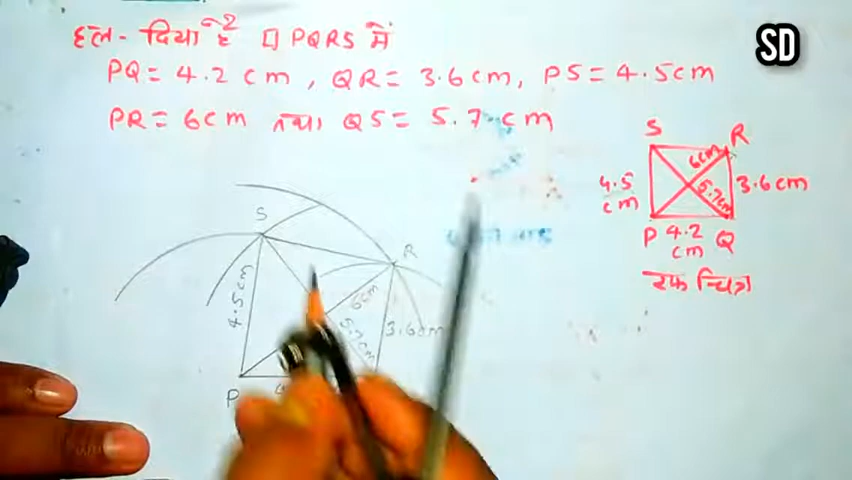 हल- दिया है □ PQRS में
PQ = 4.2 cm , QR = 3.6 cm, PS = 4.5 cm
PR = 6 cm तथा QS = 5.7 cm
SD
S
R
6cm
4.5
cm
5.7cm
3.6 cm
P
4.2
cm
Q
रफ चित्र
S
R
4.5 cm
6cm
5.7cm
3.6cm
P